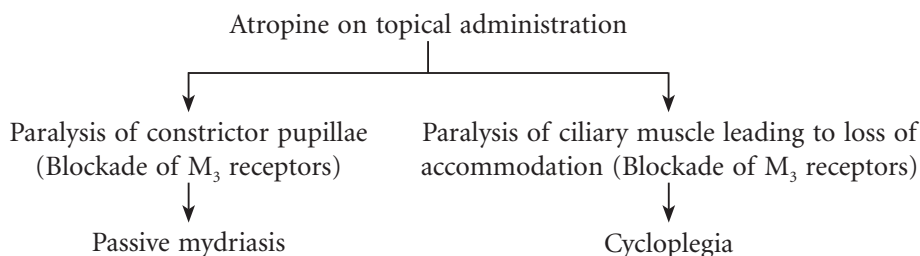 Atropine on topical administration
Paralysis of constrictor pupillae
(Blockade of M₃ receptors)
Paralysis of ciliary muscle leading to loss of
accommodation (Blockade of M₃ receptors)
Passive mydriasis
Cycloplegia